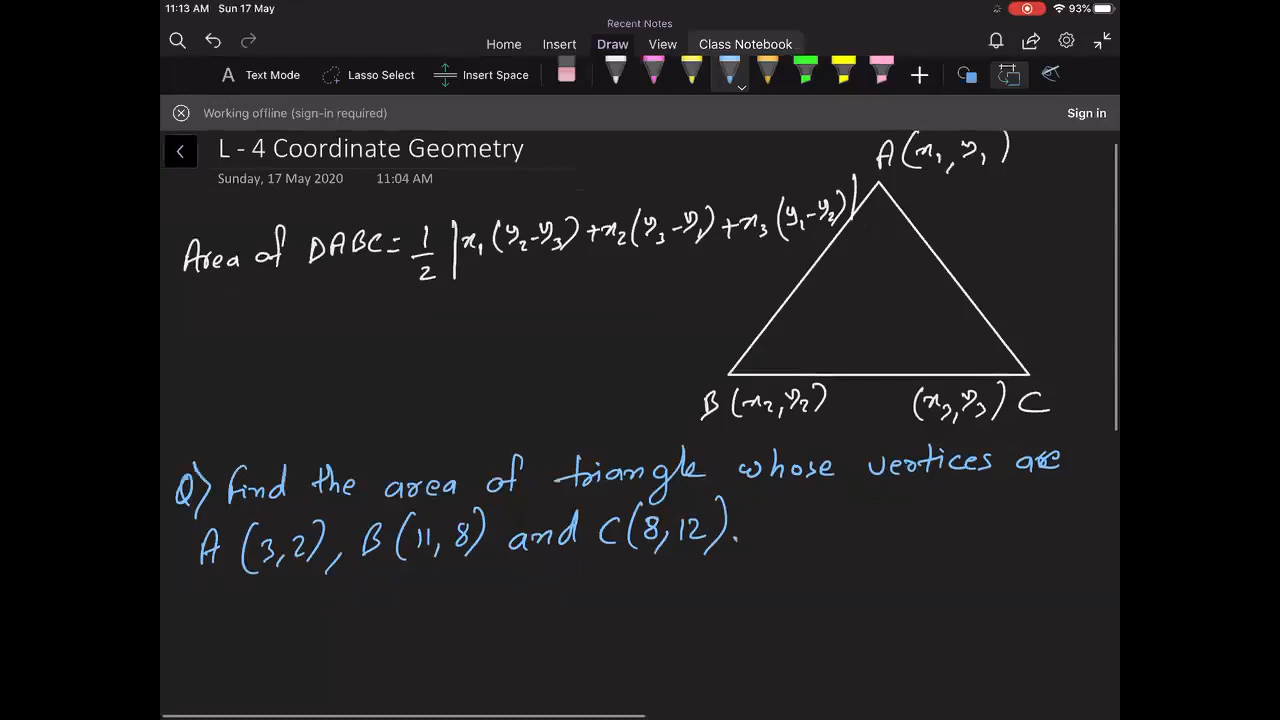 11:13 AM Sun 17 May 93%
Recent Notes
Home Insert Draw View Class Notebook
A Text Mode Lasso Select Insert Space
Working offline (sign-in required) Sign in
L - 4 Coordinate Geometry
Sunday, 17 May 2020 11:04 AM
A (x₁, y₁)
Area of ΔABC = 1/2 |x₁(y₂-y₃)+x₂(y₃-y₁)+x₃(y₁-y₂)|
B (x₂, y₂) (x₃, y₃) C
Q) Find the area of triangle whose vertices are
A (3,2), B(11,8) and C(8,12).